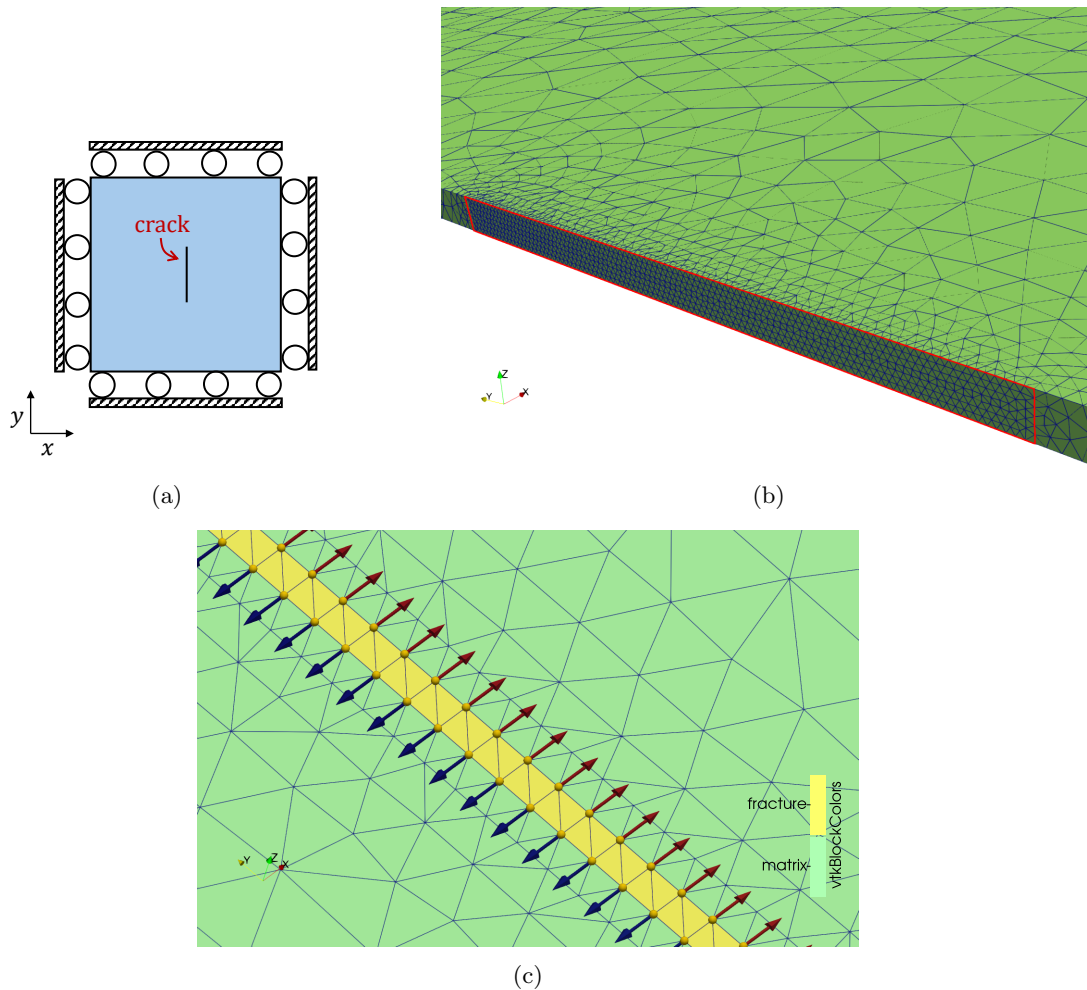 crack
y
x
(a)
Z
Y
X
(b)
fracture
matrix
vtkBlockColors
Y
Z
X
(c)